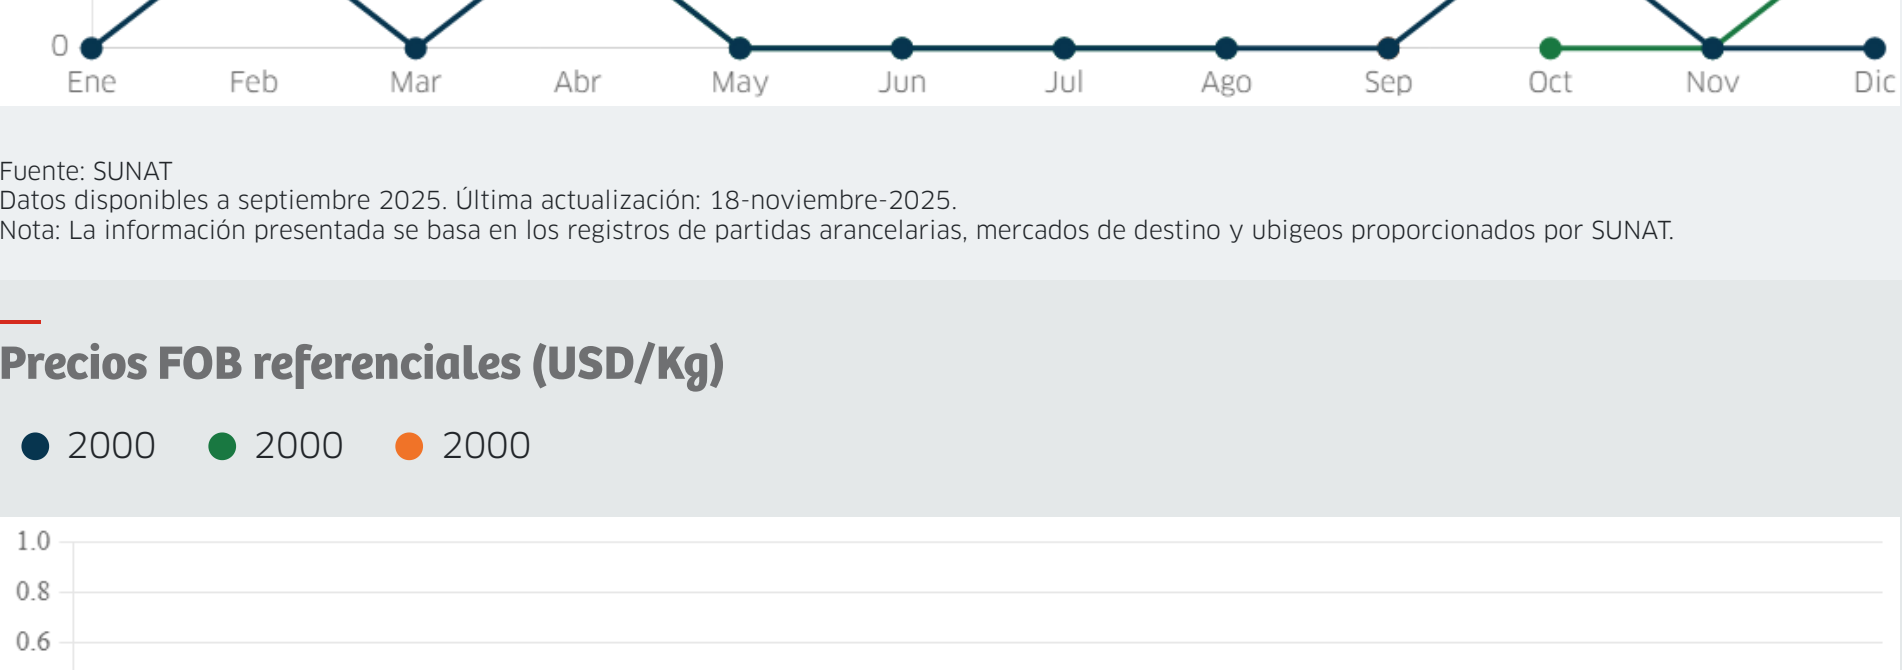 0
Ene Feb Mar Abr May Jun Jul Ago Sep Oct Nov Dic
Fuente: SUNAT
Datos disponibles a septiembre 2025. Última actualización: 18-noviembre-2025.
Nota: La información presentada se basa en los registros de partidas arancelarias, mercados de destino y ubigeos proporcionados por SUNAT.
Precios FOB referenciales (USD/Kg)
2000 2000 2000
1.0
0.8
0.6